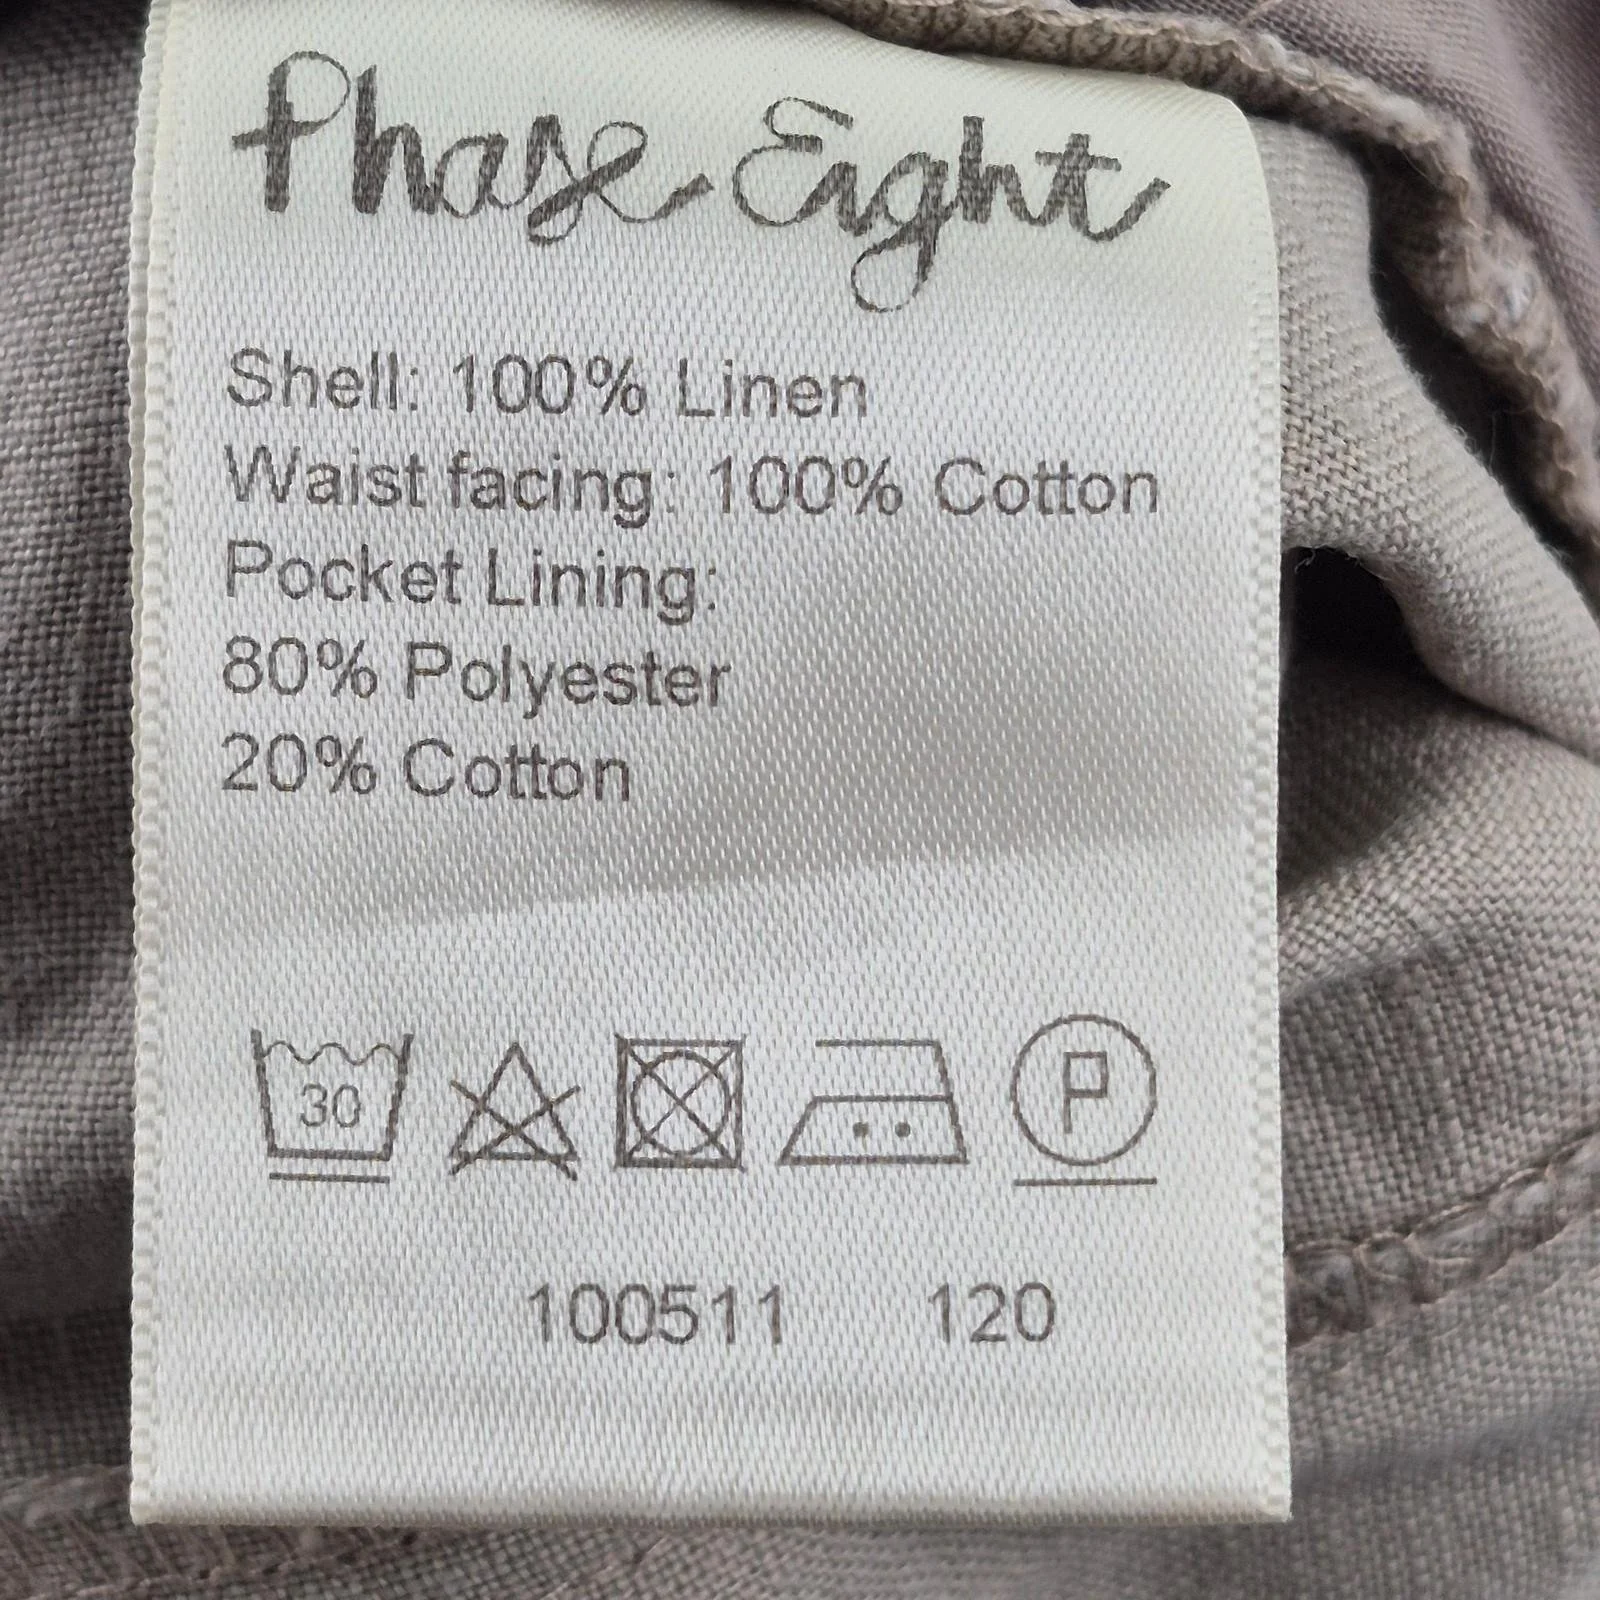 Phase Eight
Shell: 100% Linen
Waist facing: 100% Cotton
Pocket Lining:
80% Polyester
20% Cotton
30
P
100511 120